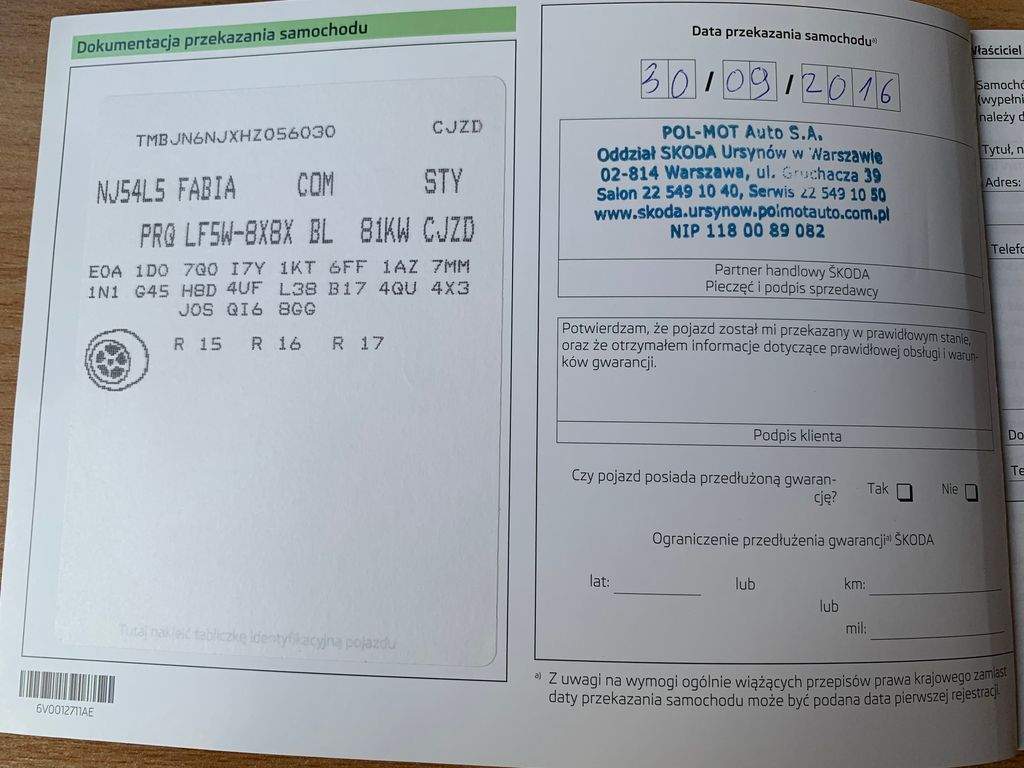 Dokumentacja przekazania samochodu
TMBJN6NJXHZ056030 CJZD
NJ54L5 FABIA COM STY
PRQ LF5W-8X8X BL 81KW CJZD
E0A 1D0 7Q0 I7Y 1KT 6FF 1AZ 7MM
1N1 G45 H8D 4UF L38 B17 4QU 4X3
J0S QI6 8GG
R 15 R 16 R 17
Tutaj nakleić tabliczkę identyfikacyjną pojazdu
6V0012711AE
Data przekazania samochodu a)
30/09/2016
POL-MOT Auto S.A.
Oddział SKODA Ursynów w Warszawie
02-814 Warszawa, ul. 39
Salon 22 549 10 40, Serwis 22 549 10 50
www.skoda.ursynow.polmotauto.com.pl
NIP 118 00 89 082
Partner handlowy ŠKODA
Pieczęć i podpis sprzedawcy
Potwierdzam, że pojazd został mi przekazany w prawidłowym stanie,
oraz że otrzymałem informacje dotyczące prawidłowej obsługi i warun-
ków gwarancji.
Podpis klienta
Czy pojazd posiada przedłużoną gwaran-
cję? Tak Nie
Ograniczenie przedłużenia gwarancji a) ŠKODA
lat: lub km:
lub
mil:
a) Z uwagi na wymogi ogólnie wiążących przepisów prawa krajowego zamiast
daty przekazania samochodu może być podana data pierwszej rejestracji.
Właściciel
Samoch
(wypełni
należy d
Tytuł, n
Adres:
Telefo
Do
Te